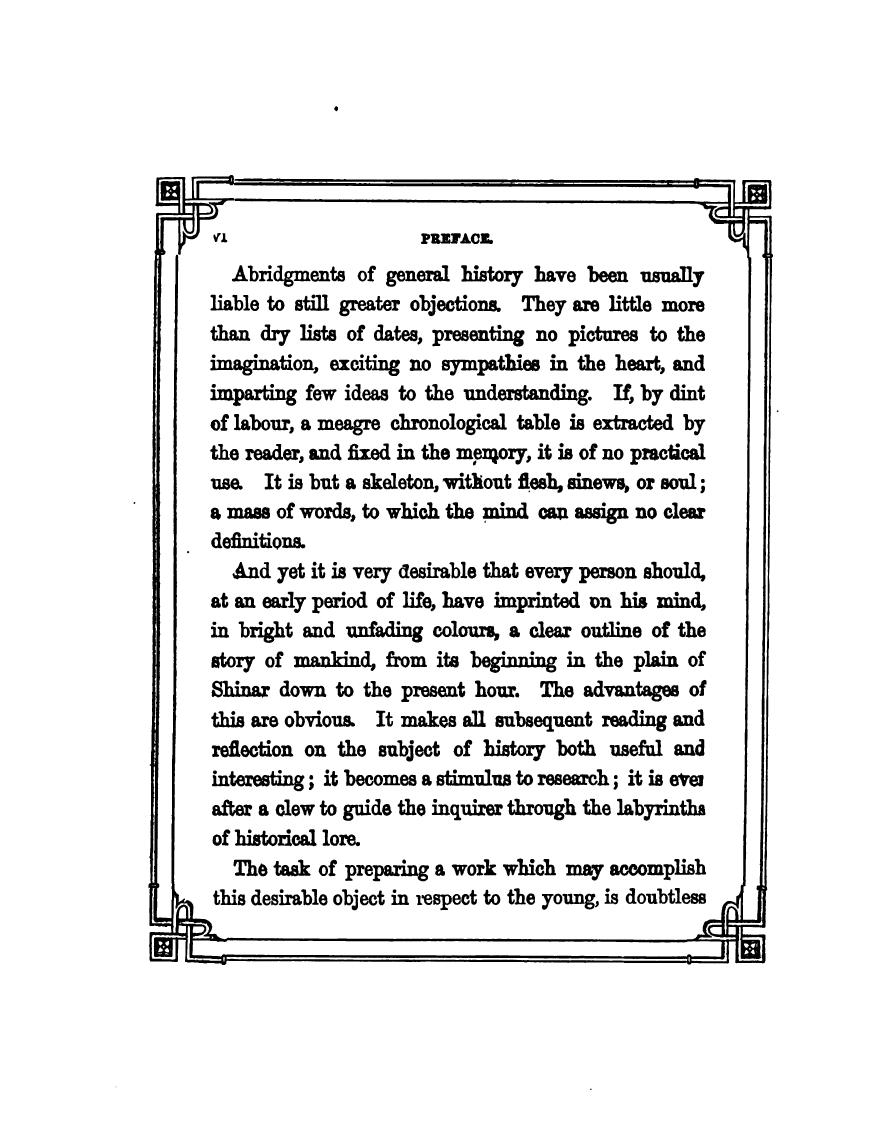 vi PREFACE.
Abridgments of general history have been usually
liable to still greater objections. They are little more
than dry lists of dates, presenting no pictures to the
imagination, exciting no sympathies in the heart, and
imparting few ideas to the understanding. If, by dint
of labour, a meagre chronological table is extracted by
the reader, and fixed in the memory, it is of no practical
use. It is but a skeleton, without flesh, sinews, or soul;
a mass of words, to which the mind can assign no clear
definitions.
And yet it is very desirable that every person should,
at an early period of life, have imprinted on his mind,
in bright and unfading colours, a clear outline of the
story of mankind, from its beginning in the plain of
Shinar down to the present hour. The advantages of
this are obvious. It makes all subsequent reading and
reflection on the subject of history both useful and
interesting; it becomes a stimulus to research; it is ever
after a clew to guide the inquirer through the labyrinths
of historical lore.
The task of preparing a work which may accomplish
this desirable object in respect to the young, is doubtless